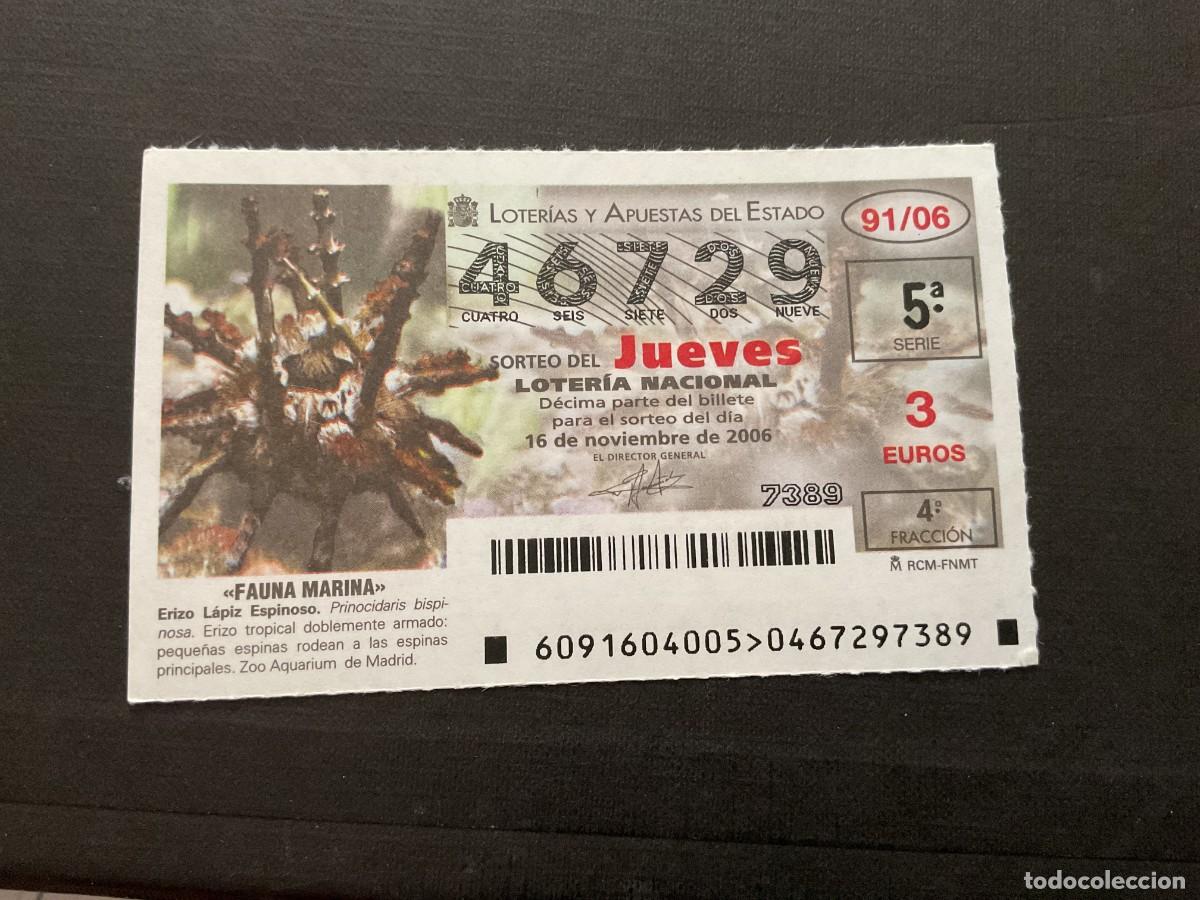 LOTERÍAS Y APUESTAS DEL ESTADO
91/06
46729
CUATRO SEIS SIETE DOS NUEVE
5ª
SERIE
SORTEO DEL Jueves
LOTERÍA NACIONAL
Décima parte del billete
para el sorteo del día
16 de noviembre de 2006
EL DIRECTOR GENERAL
3
EUROS
7389
4ª
FRACCIÓN
RCM-FNMT
«FAUNA MARINA»
Erizo Lápiz Espinoso. Prinocidaris bispi-
nosa. Erizo tropical doblemente armado:
pequeñas espinas rodean a las espinas
principales. Zoo Aquarium de Madrid.
6091604005>0467297389
todocoleccion